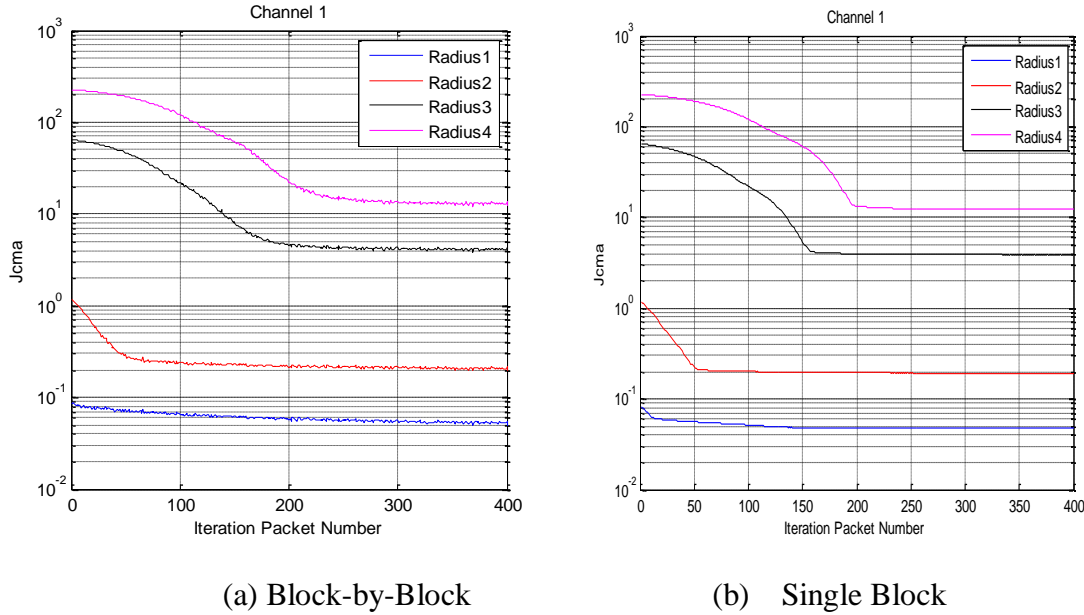 Channel 1
10^3
10^2
10^1
10^0
10^-1
10^-2
Jcma
Radius1
Radius2
Radius3
Radius4
0 100 200 300 400
Iteration Packet Number
(a) Block-by-Block
Channel 1
10^3
10^2
10^1
10^0
10^-1
10^-2
Jcma
Radius1
Radius2
Radius3
Radius4
0 50 100 150 200 250 300 350 400
Iteration Packet Number
(b) Single Block